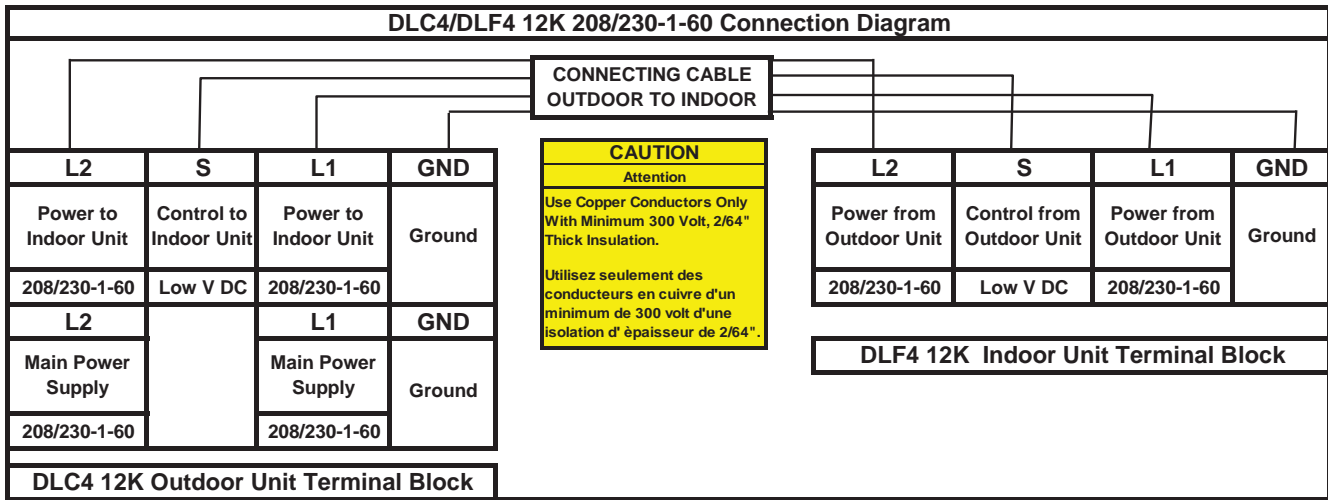 DLC4/DLF4 12K 208/230-1-60 Connection Diagram
CONNECTING CABLE
OUTDOOR TO INDOOR
L2 S L1 GND
Power to Indoor Unit Control to Indoor Unit Power to Indoor Unit Ground
208/230-1-60 Low V DC 208/230-1-60
L2 L1 GND
Main Power Supply Main Power Supply Ground
208/230-1-60 208/230-1-60
DLC4 12K Outdoor Unit Terminal Block
CAUTION
Attention
Use Copper Conductors Only
With Minimum 300 Volt, 2/64"
Thick Insulation.
Utilisez seulement des
conducteurs en cuivre d'un
minimum de 300 volt d'une
isolation d' èpaisseur de 2/64".
L2 S L1 GND
Power from Outdoor Unit Control from Outdoor Unit Power from Outdoor Unit Ground
208/230-1-60 Low V DC 208/230-1-60
DLF4 12K Indoor Unit Terminal Block